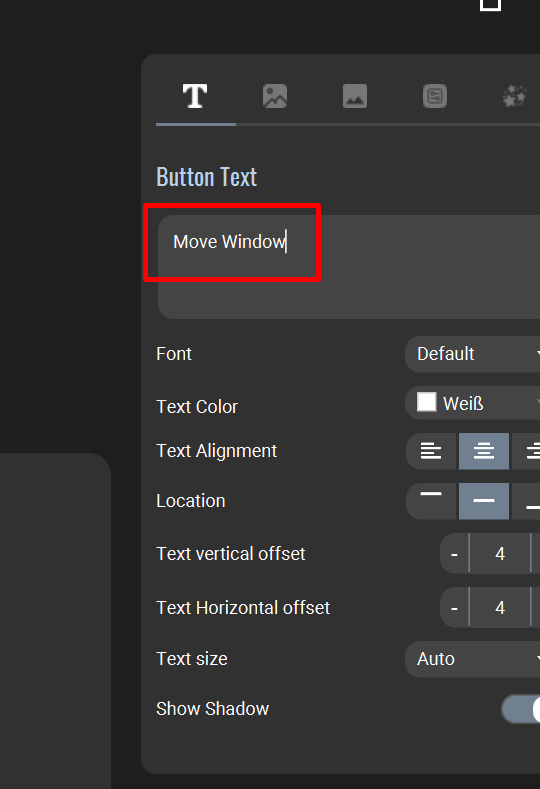 T
Button Text
Move Window
Font
Default
Text Color
Weiß
Text Alignment
Location
Text vertical offset
- 4
Text Horizontal offset
- 4
Text size
Auto
Show Shadow